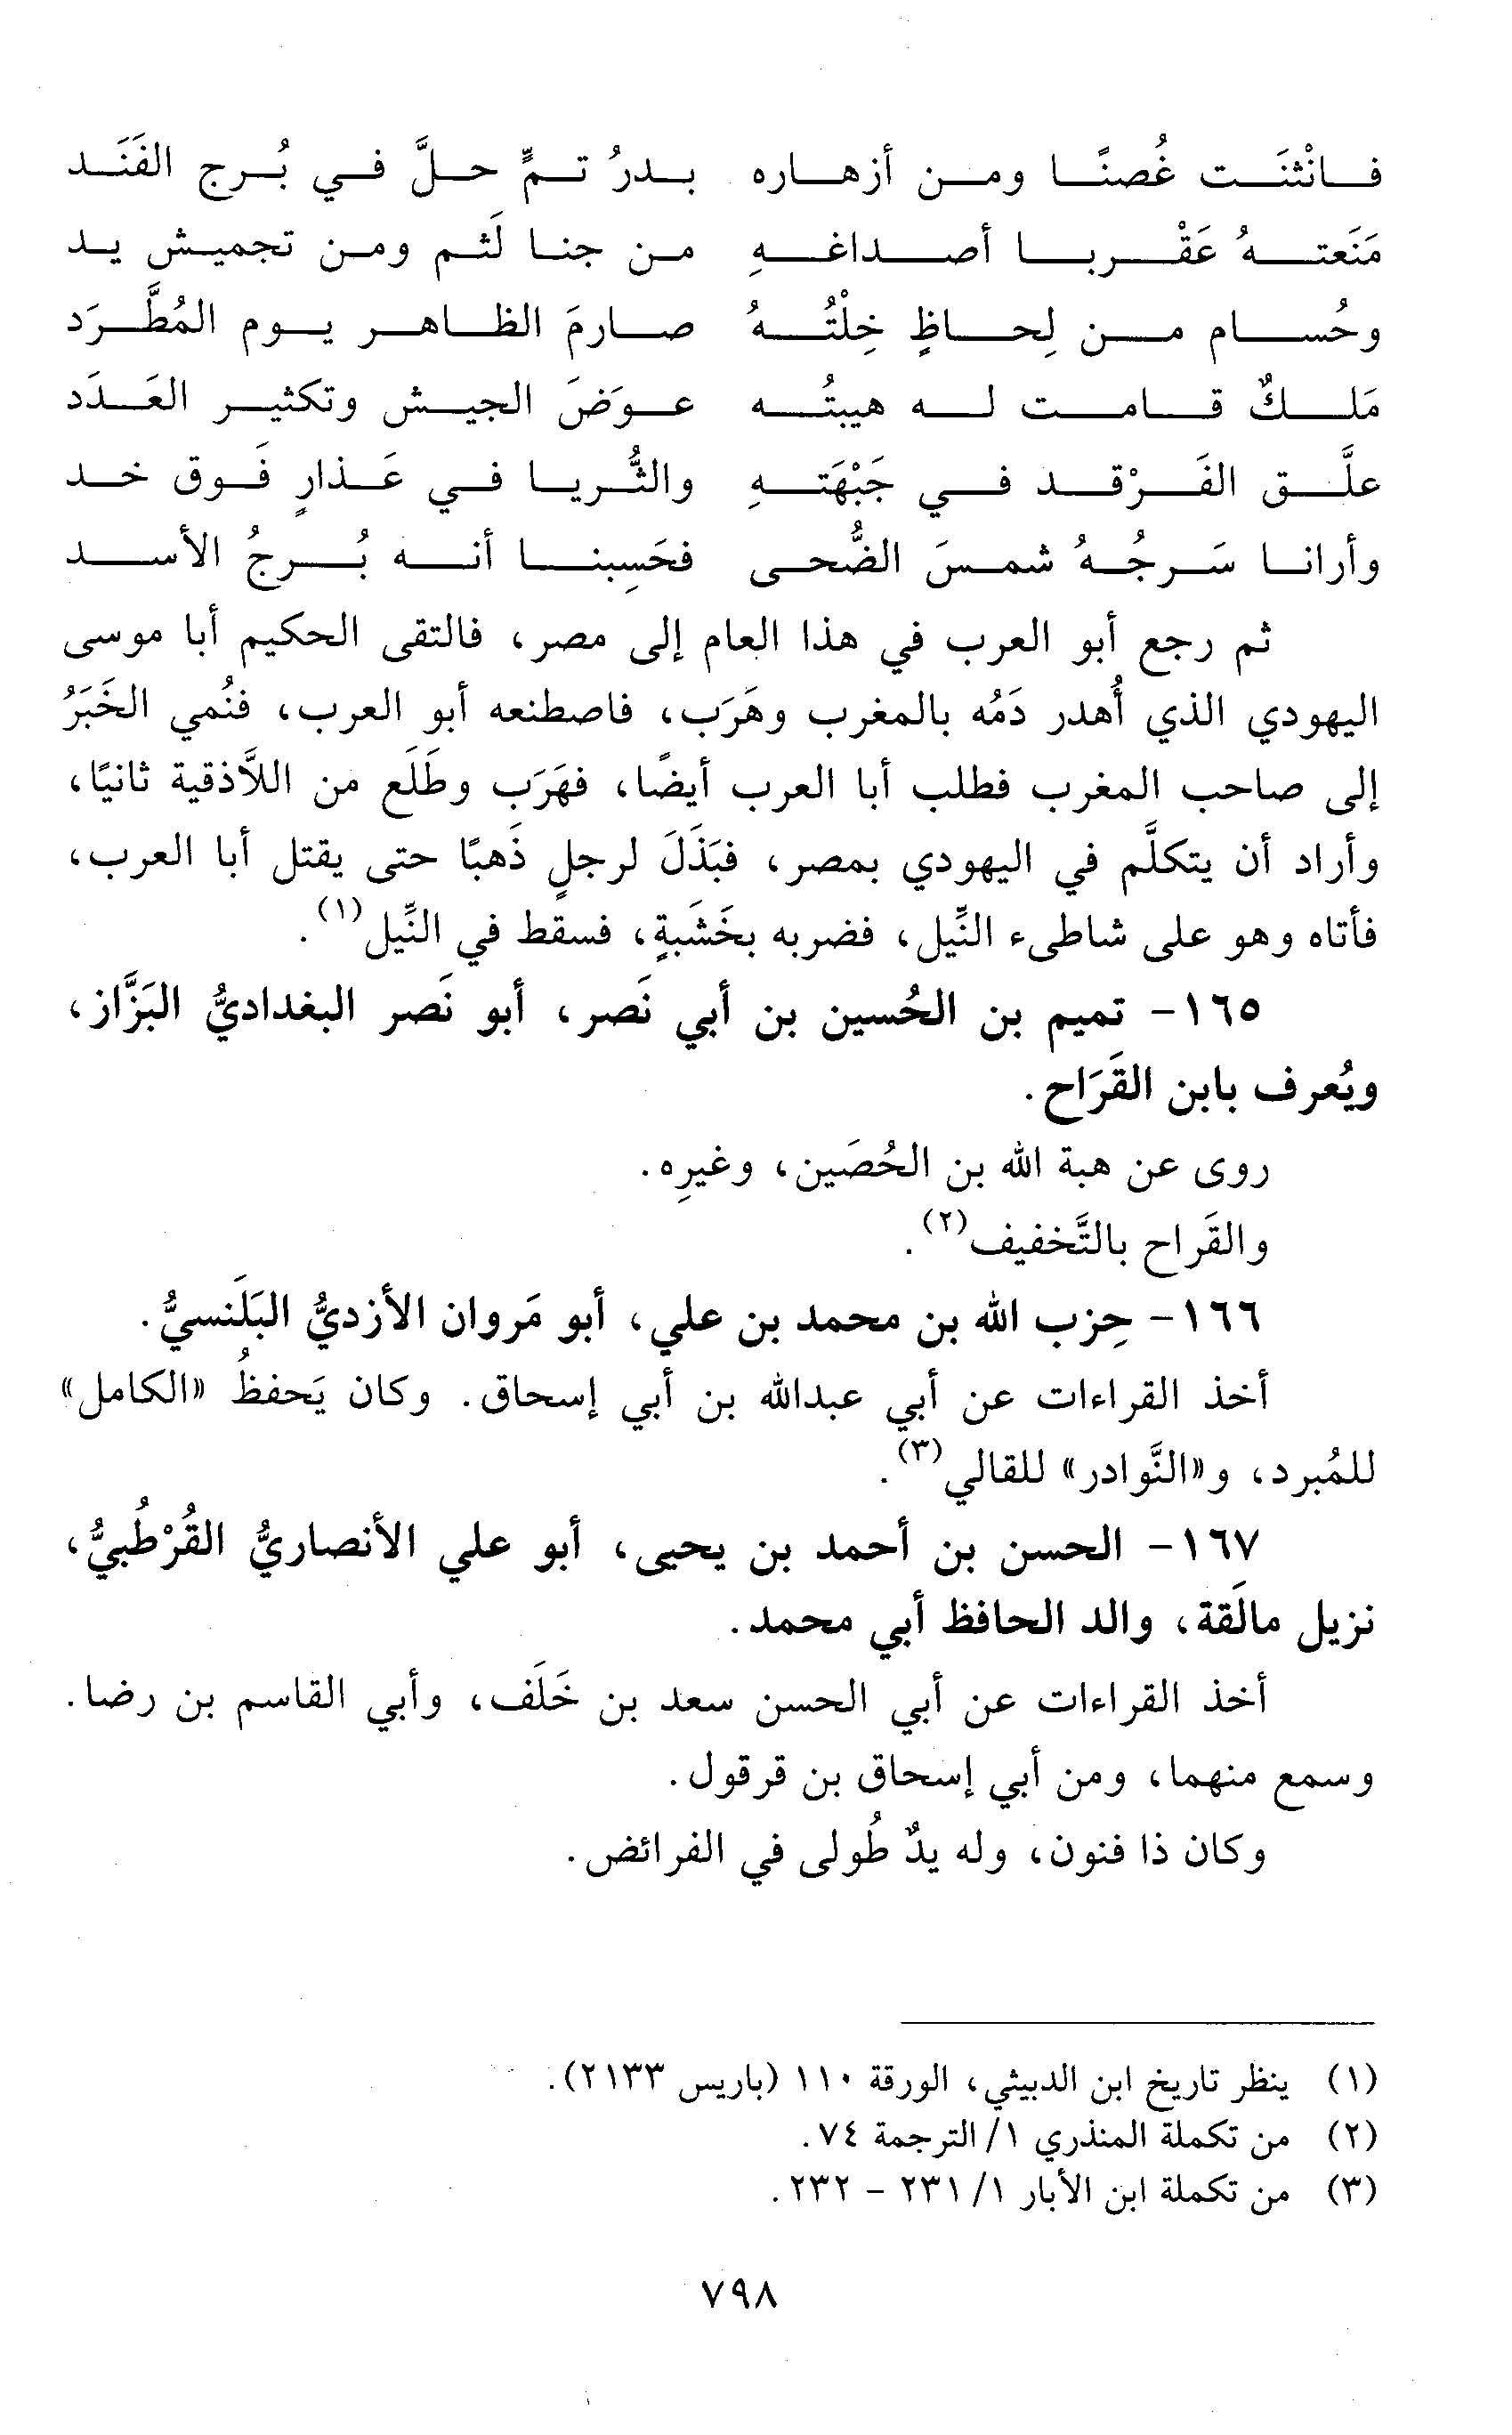 فانْثنَت غُصنًا ومن أزهاره بدرُ تمٍّ حلَّ في بُرج الفَنَد
مَنَعتهُ عَقْربا أصداغهِ من جنا لَثم ومن تجميش يد
وحُسام من لِحاظٍ خِلْتُهُ صارمَ الظاهر يوم المُطَّرَد
مَلكٌ قامت له هيبتُه عوَضَ الجيش وتكثير العَدَد
علَّق الفَرْقد في جَبْهَتهِ والثُّريا في عَذارٍ فَوق خد
وأرانا سَرجُهُ شمسَ الضُّحى فحَسِبنا أنه بُرجُ الأسد
ثم رجع أبو العرب في هذا العام إلى مصر، فالتقى الحكيم أبا موسى
اليهودي الذي أُهدر دَمُه بالمغرب وهَرَب، فاصطنعه أبو العرب، فنُمي الخَبَرُ
إلى صاحب المغرب فطلب أبا العرب أيضًا، فهَرَب وطَلَع من اللاَّذقية ثانيًا،
وأراد أن يتكلَّم في اليهودي بمصر، فبَذَلَ لرجلٍ ذَهبًا حتى يقتل أبا العرب،
فأتاه وهو على شاطىء النِّيل، فضربه بخَشَبةٍ، فسقط في النِّيل(١).
١٦٥- تميم بن الحُسين بن أبي نَصر، أبو نَصر البغداديُّ البَزَّاز،
ويُعرف بابن القَرَاح.
روى عن هبة الله بن الحُصَين، وغيرِه.
والقَراح بالتَّخفيف(٢).
١٦٦- حِزب الله بن محمد بن علي، أبو مَروان الأزديُّ البَلَنسيُّ.
أخذ القراءات عن أبي عبدالله بن أبي إسحاق. وكان يَحفظُ «الكامل»
للمُبرد، و«النَّوادر» للقالي(٣).
١٦٧- الحسن بن أحمد بن يحيى، أبو علي الأنصاريُّ القُرْطُبيُّ،
نزيل مالَقة، والد الحافظ أبي محمد.
أخذ القراءات عن أبي الحسن سعد بن خَلَف، وأبي القاسم بن رضا.
وسمع منهما، ومن أبي إسحاق بن قرقول.
وكان ذا فنون، وله يدٌ طُولى في الفرائض.
(١) ينظر تاريخ ابن الدبيثي، الورقة ١١٠ (باريس ٢١٣٣).
(٢) من تكملة المنذري ١/ الترجمة ٧٤.
(٣) من تكملة ابن الأبار ١/ ٢٣١ - ٢٣٢.
٧٩٨